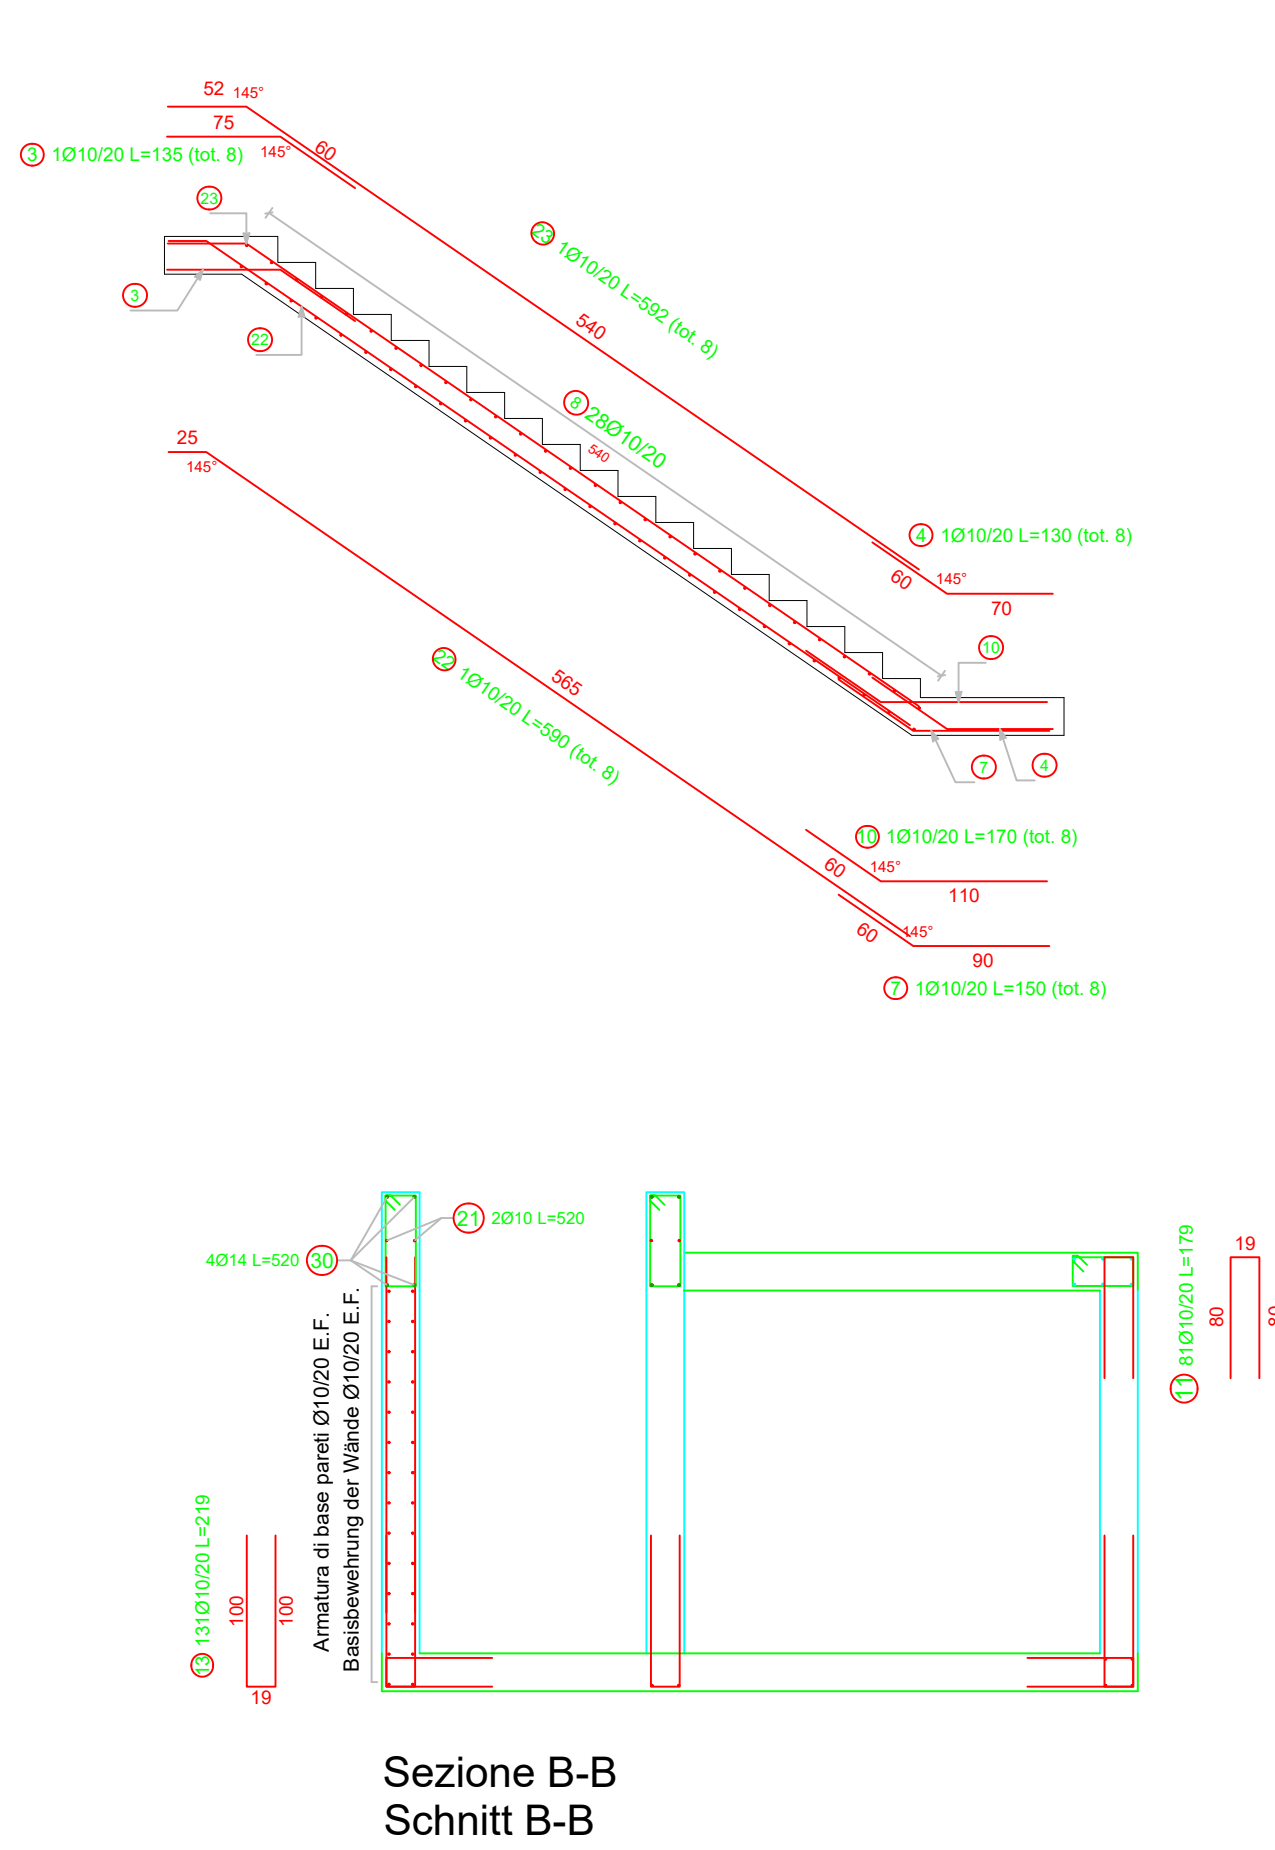 52 145°
75
145° 60
3 1Ø10/20 L=135 (tot. 8)
23
23 1Ø10/20 L=592 (tot. 8)
540
3
22
8 28Ø10/20
540
25
145°
4 1Ø10/20 L=130 (tot. 8)
60 145°
70
10
22 1Ø10/20 L=590 (tot. 8)
565
7
4
10 1Ø10/20 L=170 (tot. 8)
60 145°
110
60 145°
90
7 1Ø10/20 L=150 (tot. 8)
21 2Ø10 L=520
4Ø14 L=520 30
11 81Ø10/20 L=179
19
80
80
Armatura di base pareti Ø10/20 E.F.
Basisbewehrung der Wände Ø10/20 E.F.
13 131Ø10/20 L=219
100
100
19
Sezione B-B
Schnitt B-B